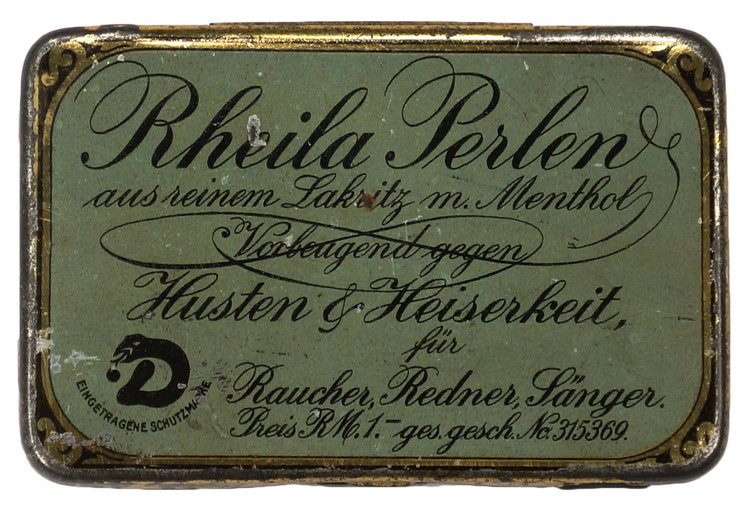 Rheila Perlen
aus reinem Lakritz m. Menthol
Vorbeugend gegen
Husten & Heiserkeit,
für
Raucher, Redner, Sänger.
Preis RM. 1.– ges. gesch. No. 315369.
EINGETRAGENE SCHUTZMARKE